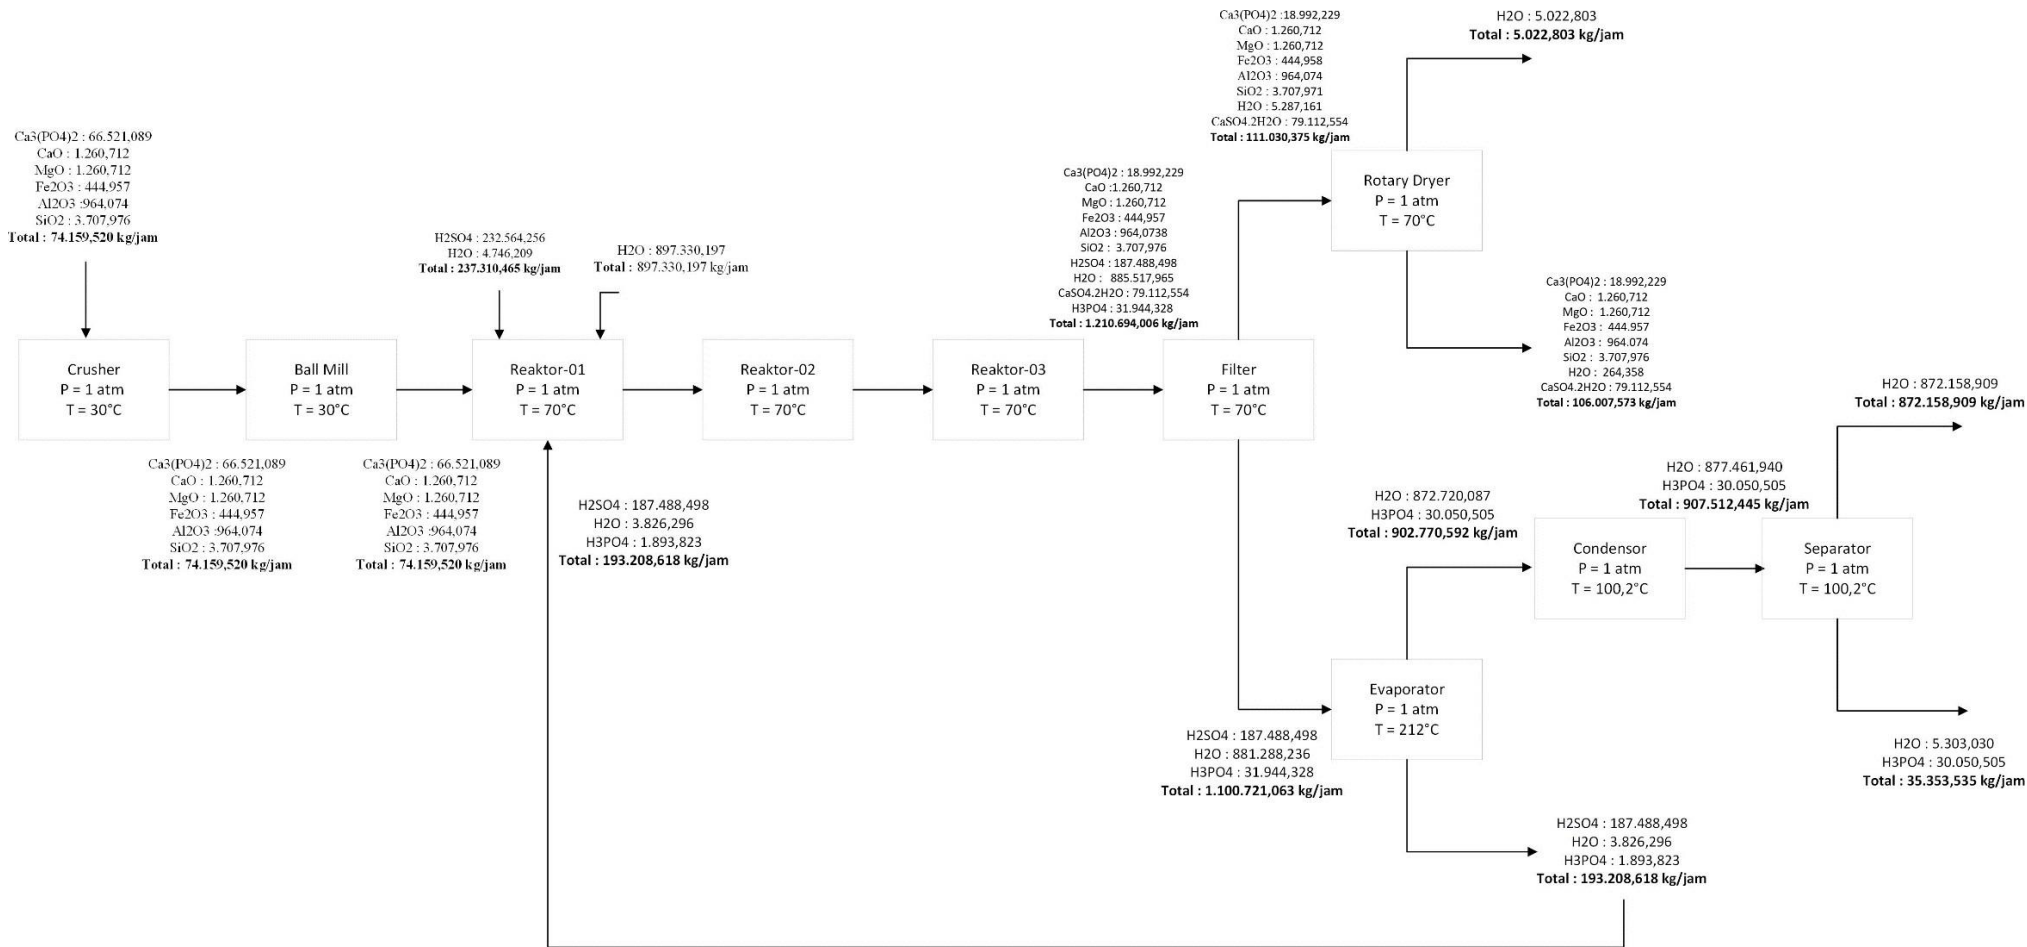 Ca3(PO4)2 : 66.521,089
CaO : 1.260,712
MgO : 1.260,712
Fe2O3 : 444,957
Al2O3 :964,074
SiO2 : 3.707,976
Total : 74.159,520 kg/jam
Crusher
P = 1 atm
T = 30°C
Ca3(PO4)2 : 66.521,089
CaO : 1.260,712
MgO : 1.260,712
Fe2O3 : 444,957
Al2O3 :964,074
SiO2 : 3.707,976
Total : 74.159,520 kg/jam
Ball Mill
P = 1 atm
T = 30°C
Ca3(PO4)2 : 66.521,089
CaO : 1.260,712
MgO : 1.260,712
Fe2O3 : 444,957
Al2O3 :964,074
SiO2 : 3.707,976
Total : 74.159,520 kg/jam
H2SO4 : 232.564,256
H2O : 4.746,209
Total : 237.310,465 kg/jam
H2O : 897.330,197
Total : 897.330,197 kg/jam
Reaktor-01
P = 1 atm
T = 70°C
H2SO4 : 187.488,498
H2O : 3.826,296
H3PO4 : 1.893,823
Total : 193.208,618 kg/jam
Reaktor-02
P = 1 atm
T = 70°C
Reaktor-03
P = 1 atm
T = 70°C
Ca3(PO4)2 : 18.992,229
CaO :1.260,712
MgO : 1.260,712
Fe2O3 : 444,957
Al2O3 : 964,0738
SiO2 : 3.707,976
H2SO4 : 187.488,498
H2O : 885.517,965
CaSO4.2H2O : 79.112,554
H3PO4 : 31.944,328
Total : 1.210.694,006 kg/jam
Filter
P = 1 atm
T = 70°C
Ca3(PO4)2 :18.992,229
CaO : 1.260,712
MgO : 1.260,712
Fe2O3 : 444,958
Al2O3 : 964,074
SiO2 : 3.707,971
H2O : 5.287,161
CaSO4.2H2O : 79.112,554
Total : 111.030,375 kg/jam
H2O : 5.022,803
Total : 5.022,803 kg/jam
Rotary Dryer
P = 1 atm
T = 70°C
Ca3(PO4)2 : 18.992,229
CaO : 1.260,712
MgO : 1.260,712
Fe2O3 : 444.957
Al2O3 : 964.074
SiO2 : 3.707,976
H2O : 264,358
CaSO4.2H2O : 79.112,554
Total : 106.007,573 kg/jam
H2SO4 : 187.488,498
H2O : 881.288,236
H3PO4 : 31.944,328
Total : 1.100.721,063 kg/jam
Evaporator
P = 1 atm
T = 212°C
H2O : 872.720,087
H3PO4 : 30.050,505
Total : 902.770,592 kg/jam
Condensor
P = 1 atm
T = 100,2°C
H2O : 877.461,940
H3PO4 : 30.050,505
Total : 907.512,445 kg/jam
Separator
P = 1 atm
T = 100,2°C
H2O : 872.158,909
Total : 872.158,909 kg/jam
H2O : 5.303,030
H3PO4 : 30.050,505
Total : 35.353,535 kg/jam
H2SO4 : 187.488,498
H2O : 3.826,296
H3PO4 : 1.893,823
Total : 193.208,618 kg/jam